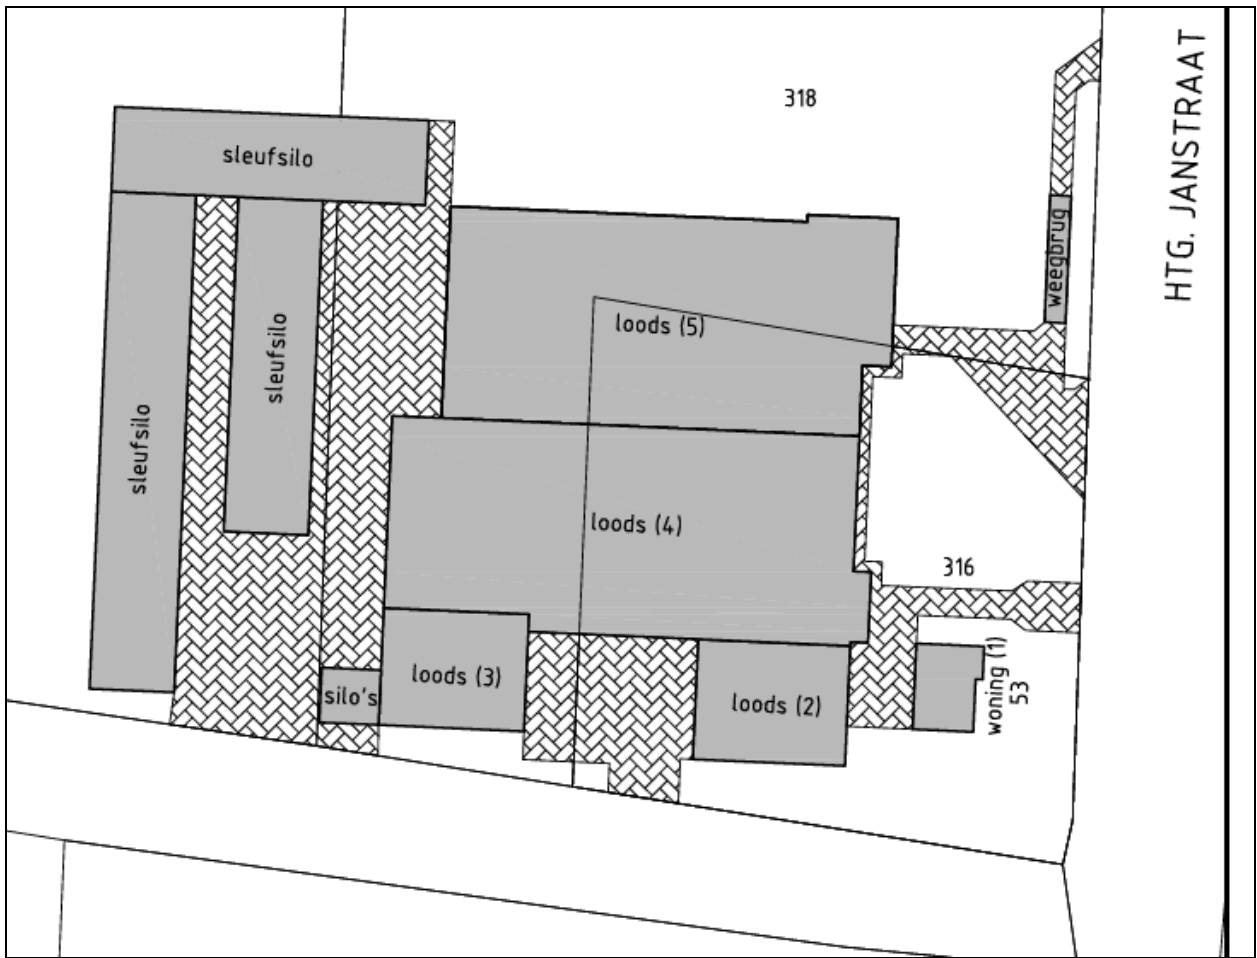 318
HTG. JANSTRAAT
sleufsilo
weegbrug
loods (5)
sleufsilo
sleufsilo
loods (4)
316
loods (3)
silo's
loods (2)
woning (1)
53